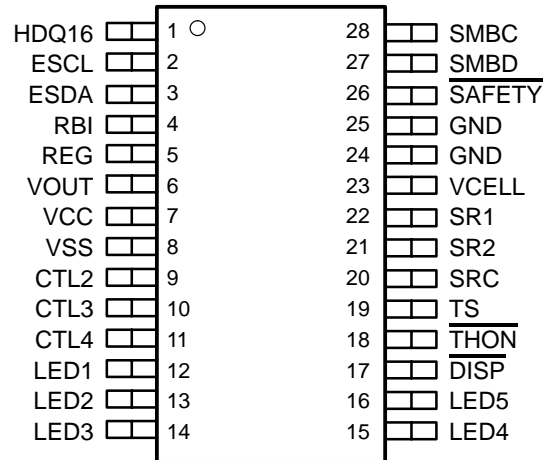 HDQ16 1 28 SMBC
ESCL 2 27 SMBD
ESDA 3 26 SAFETY
RBI 4 25 GND
REG 5 24 GND
VOUT 6 23 VCELL
VCC 7 22 SR1
VSS 8 21 SR2
CTL2 9 20 SRC
CTL3 10 19 TS
CTL4 11 18 THON
LED1 12 17 DISP
LED2 13 16 LED5
LED3 14 15 LED4